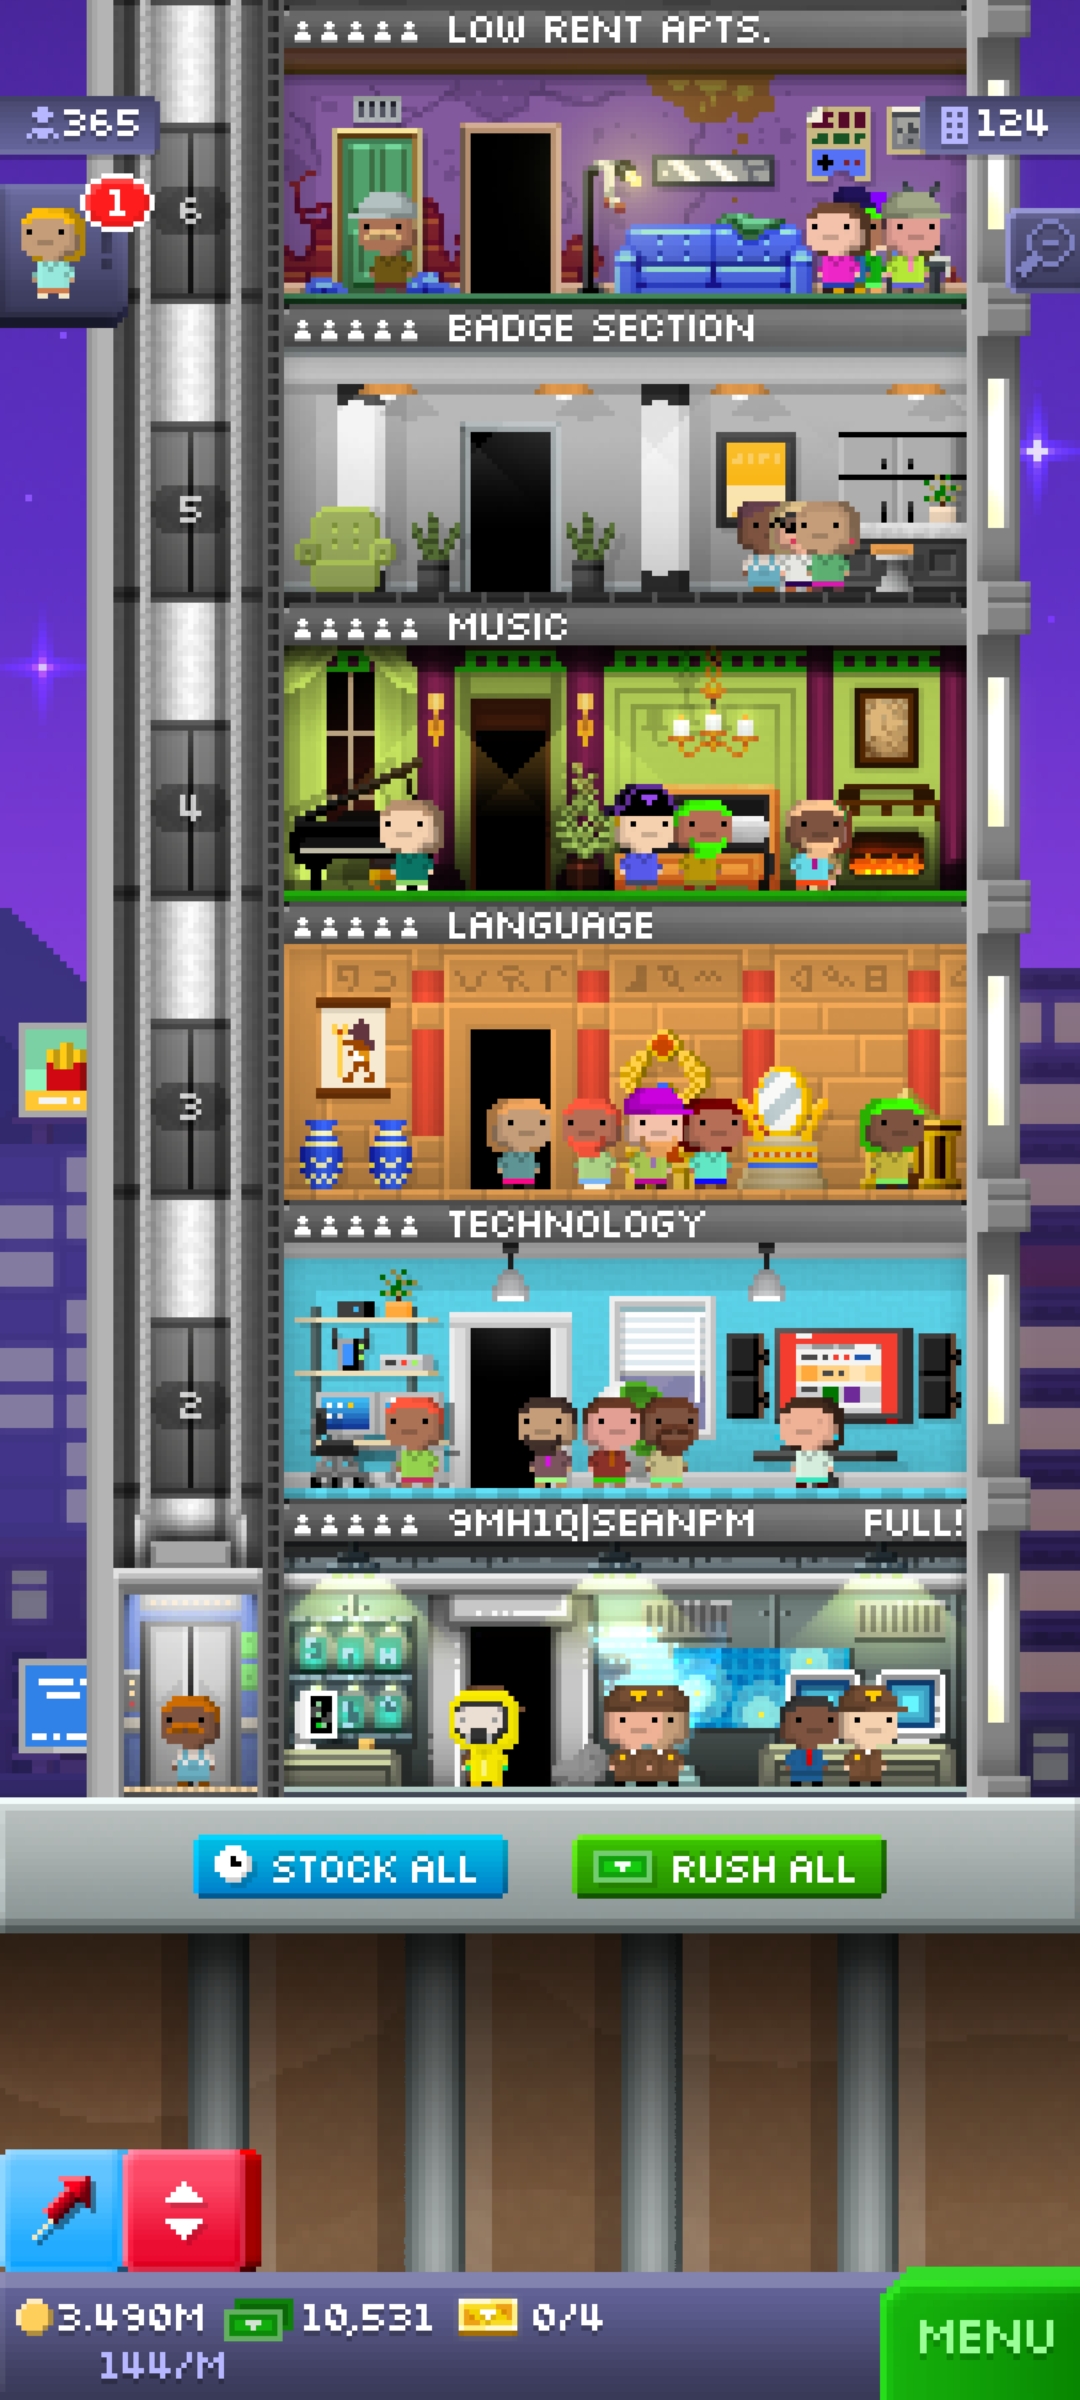 LOW RENT APTS.
365
124
1
6
BADGE SECTION
5
MUSIC
4
LANGUAGE
3
TECHNOLOGY
2
9MH1Q|SEANPM FULL!
STOCK ALL
RUSH ALL
3.490M 10,531 0/4
144/M
MENU